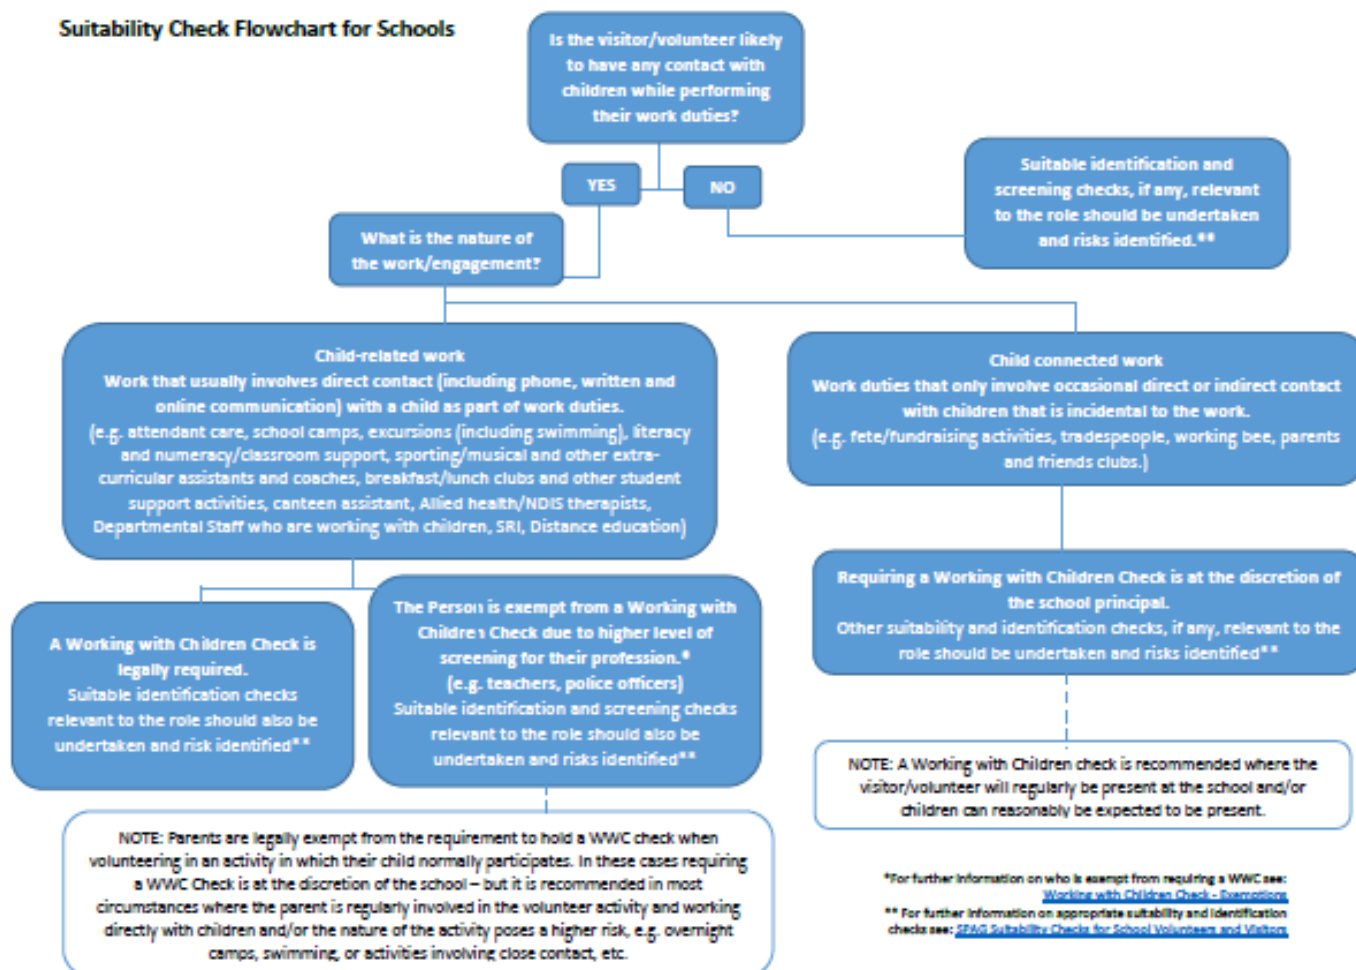 Suitability Check Flowchart for Schools
Is the visitor/volunteer likely
to have any contact with
children while performing
their work duties?
YES
NO
Suitable identification and
screening checks, if any, relevant
to the role should be undertaken
and risks identified.**
What is the nature of
the work/engagement?
Child-related work
Work that usually involves direct contact (including phone, written and
online communication) with a child as part of work duties.
(e.g. attendant care, school camps, excursions (including swimming), literacy
and numeracy/classroom support, sporting/musical and other extra-
curricular assistants and coaches, breakfast/lunch clubs and other student
support activities, canteen assistant, Allied health/NDIS therapists,
Departmental Staff who are working with children, SRI, Distance education)
Child connected work
Work duties that only involve occasional direct or indirect contact
with children that is incidental to the work.
(e.g. fete/fundraising activities, tradespeople, working bee, parents
and friends clubs.)
A Working with Children Check is
legally required.
Suitable identification checks
relevant to the role should also be
undertaken and risk identified**
The Person is exempt from a Working with
Children Check due to higher level of
screening for their profession.*
(e.g. teachers, police officers)
Suitable identification and screening checks
relevant to the role should also be
undertaken and risks identified**
Requiring a Working with Children Check is at the discretion of
the school principal.
Other suitability and identification checks, if any, relevant to the
role should be undertaken and risks identified**
NOTE: A Working with Children check is recommended where the
visitor/volunteer will regularly be present at the school and/or
children can reasonably be expected to be present.
NOTE: Parents are legally exempt from the requirement to hold a WWC check when
volunteering in an activity in which their child normally participates. In these cases requiring
a WWC Check is at the discretion of the school – but it is recommended in most
circumstances where the parent is regularly involved in the volunteer activity and working
directly with children and/or the nature of the activity poses a higher risk, e.g. overnight
camps, swimming, or activities involving close contact, etc.
*For further information on who is exempt from requiring a WWC see:
Working with Children Check - Exemptions
** For further information on appropriate suitability and identification
checks see: SPAG Suitability Checks for School Volunteers and Visitors